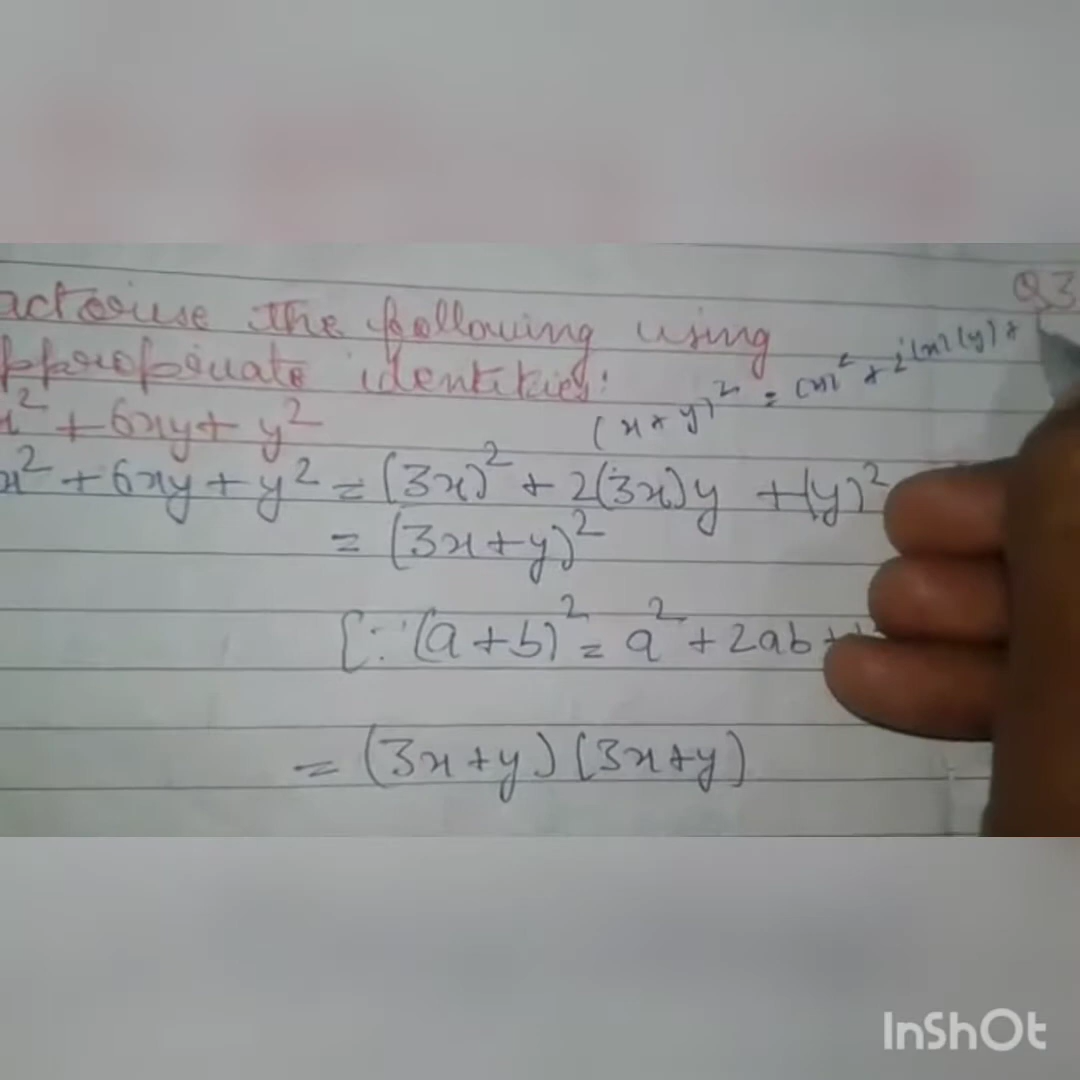 Q3
actorise the following using
ppropriate identities:
(x+y)² = (x)² + 2(x)(y) +
x² + 6xy + y²
x² + 6xy + y² = (3x)² + 2(3x)y + (y)²
= (3x+y)²
[∵ (a+b)² = a² + 2ab +
= (3x+y) (3x+y)
InShOt